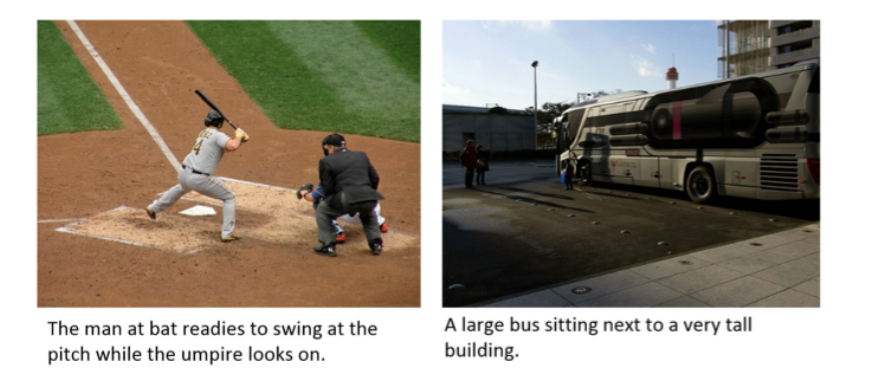 The man at bat readies to swing at the
pitch while the umpire looks on.
A large bus sitting next to a very tall
building.